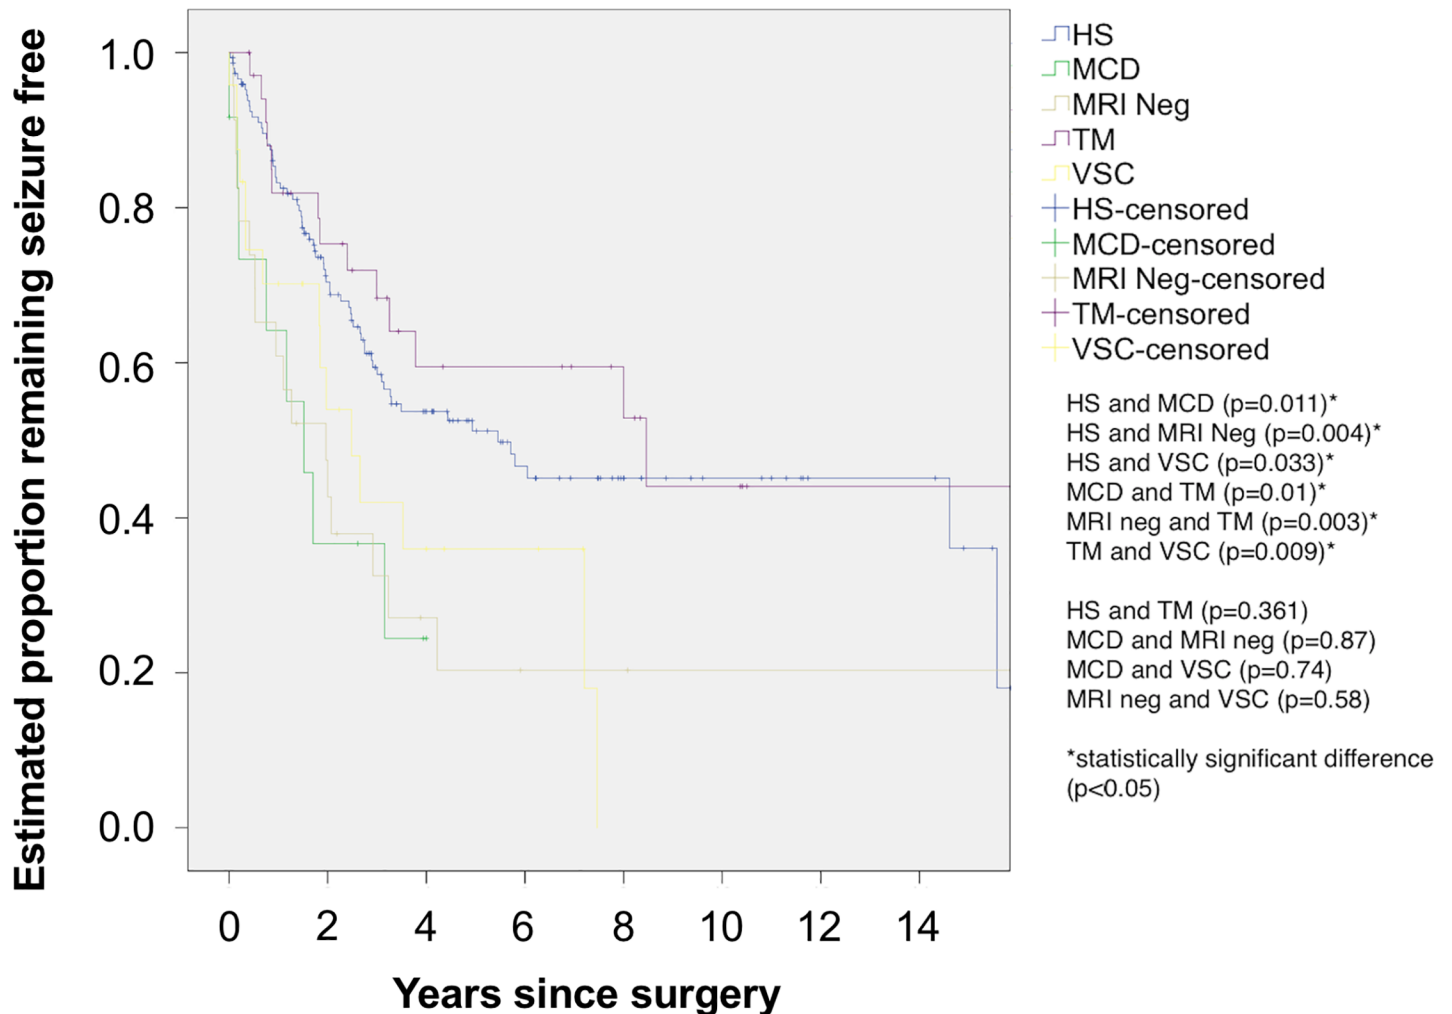 Estimated proportion remaining seizure free
1.0
0.8
0.6
0.4
0.2
0.0
0 2 4 6 8 10 12 14
Years since surgery
HS
MCD
MRI Neg
TM
VSC
HS-censored
MCD-censored
MRI Neg-censored
TM-censored
VSC-censored
HS and MCD (p=0.011)*
HS and MRI Neg (p=0.004)*
HS and VSC (p=0.033)*
MCD and TM (p=0.01)*
MRI neg and TM (p=0.003)*
TM and VSC (p=0.009)*
HS and TM (p=0.361)
MCD and MRI neg (p=0.87)
MCD and VSC (p=0.74)
MRI neg and VSC (p=0.58)
*statistically significant difference
(p<0.05)